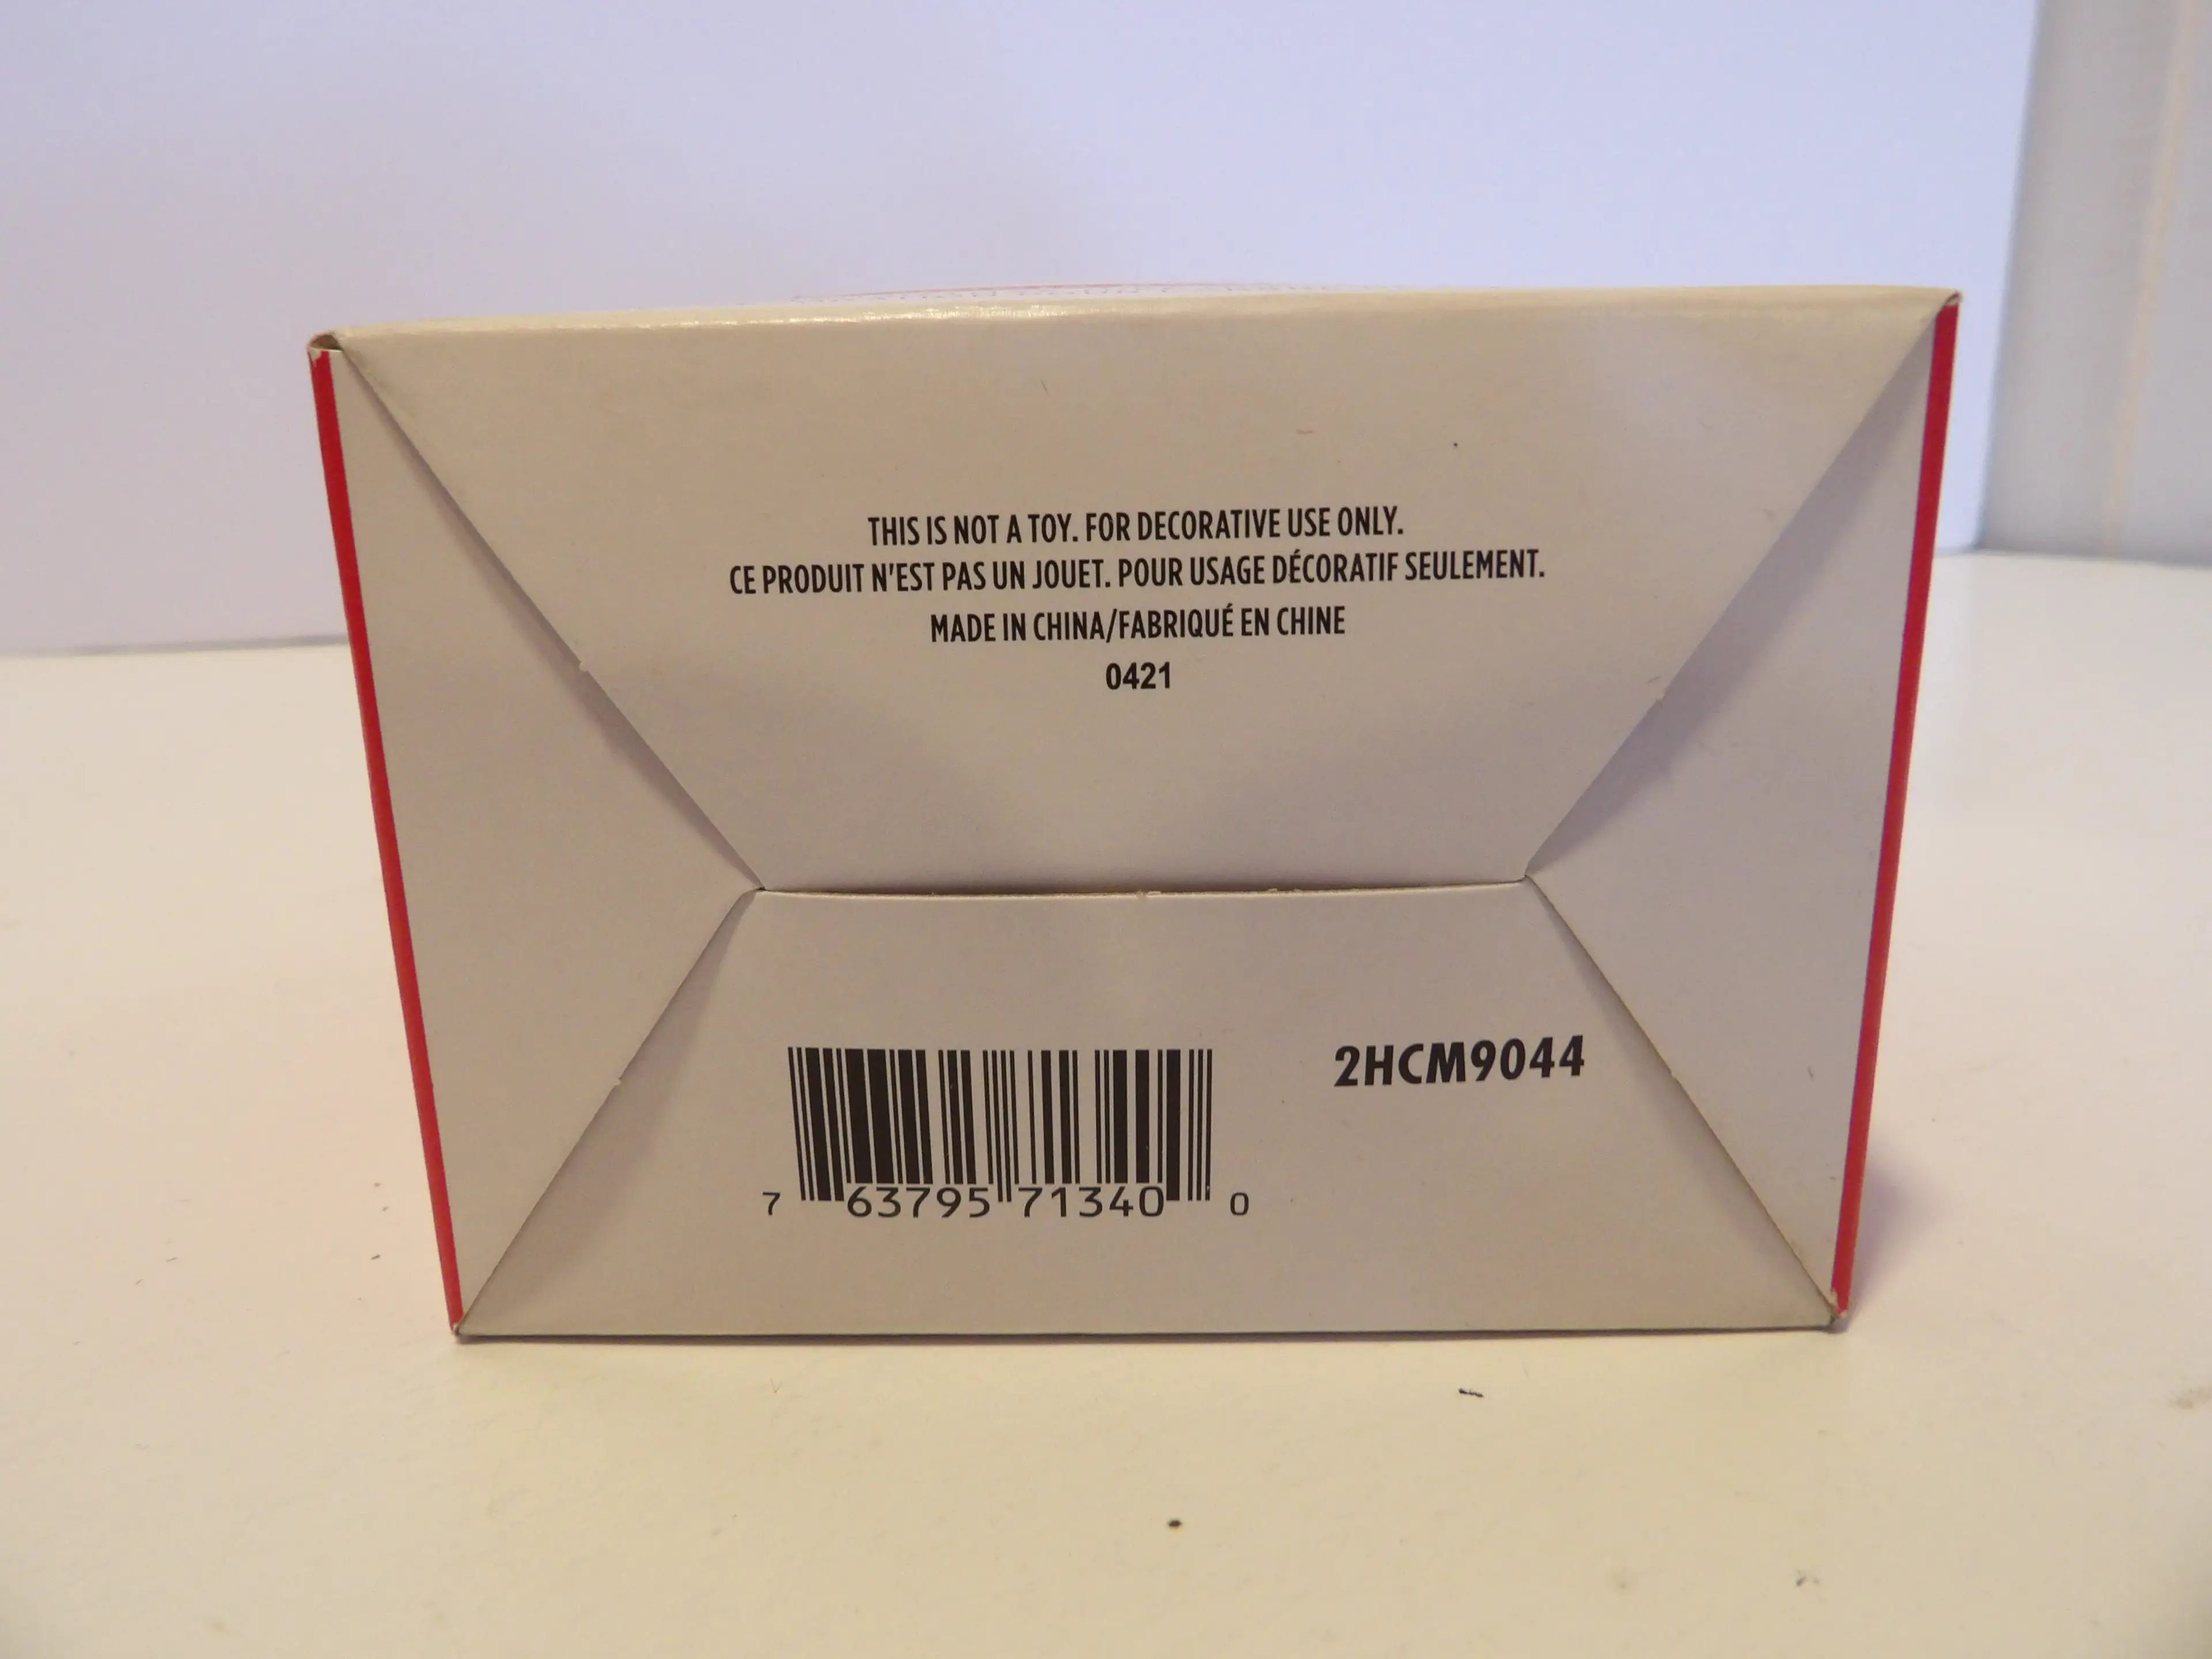 THIS IS NOT A TOY. FOR DECORATIVE USE ONLY.
CE PRODUIT N'EST PAS UN JOUET. POUR USAGE DÉCORATIF SEULEMENT.
MADE IN CHINA/FABRIQUÉ EN CHINE
0421
2HCM9044
7 63795 71340 0